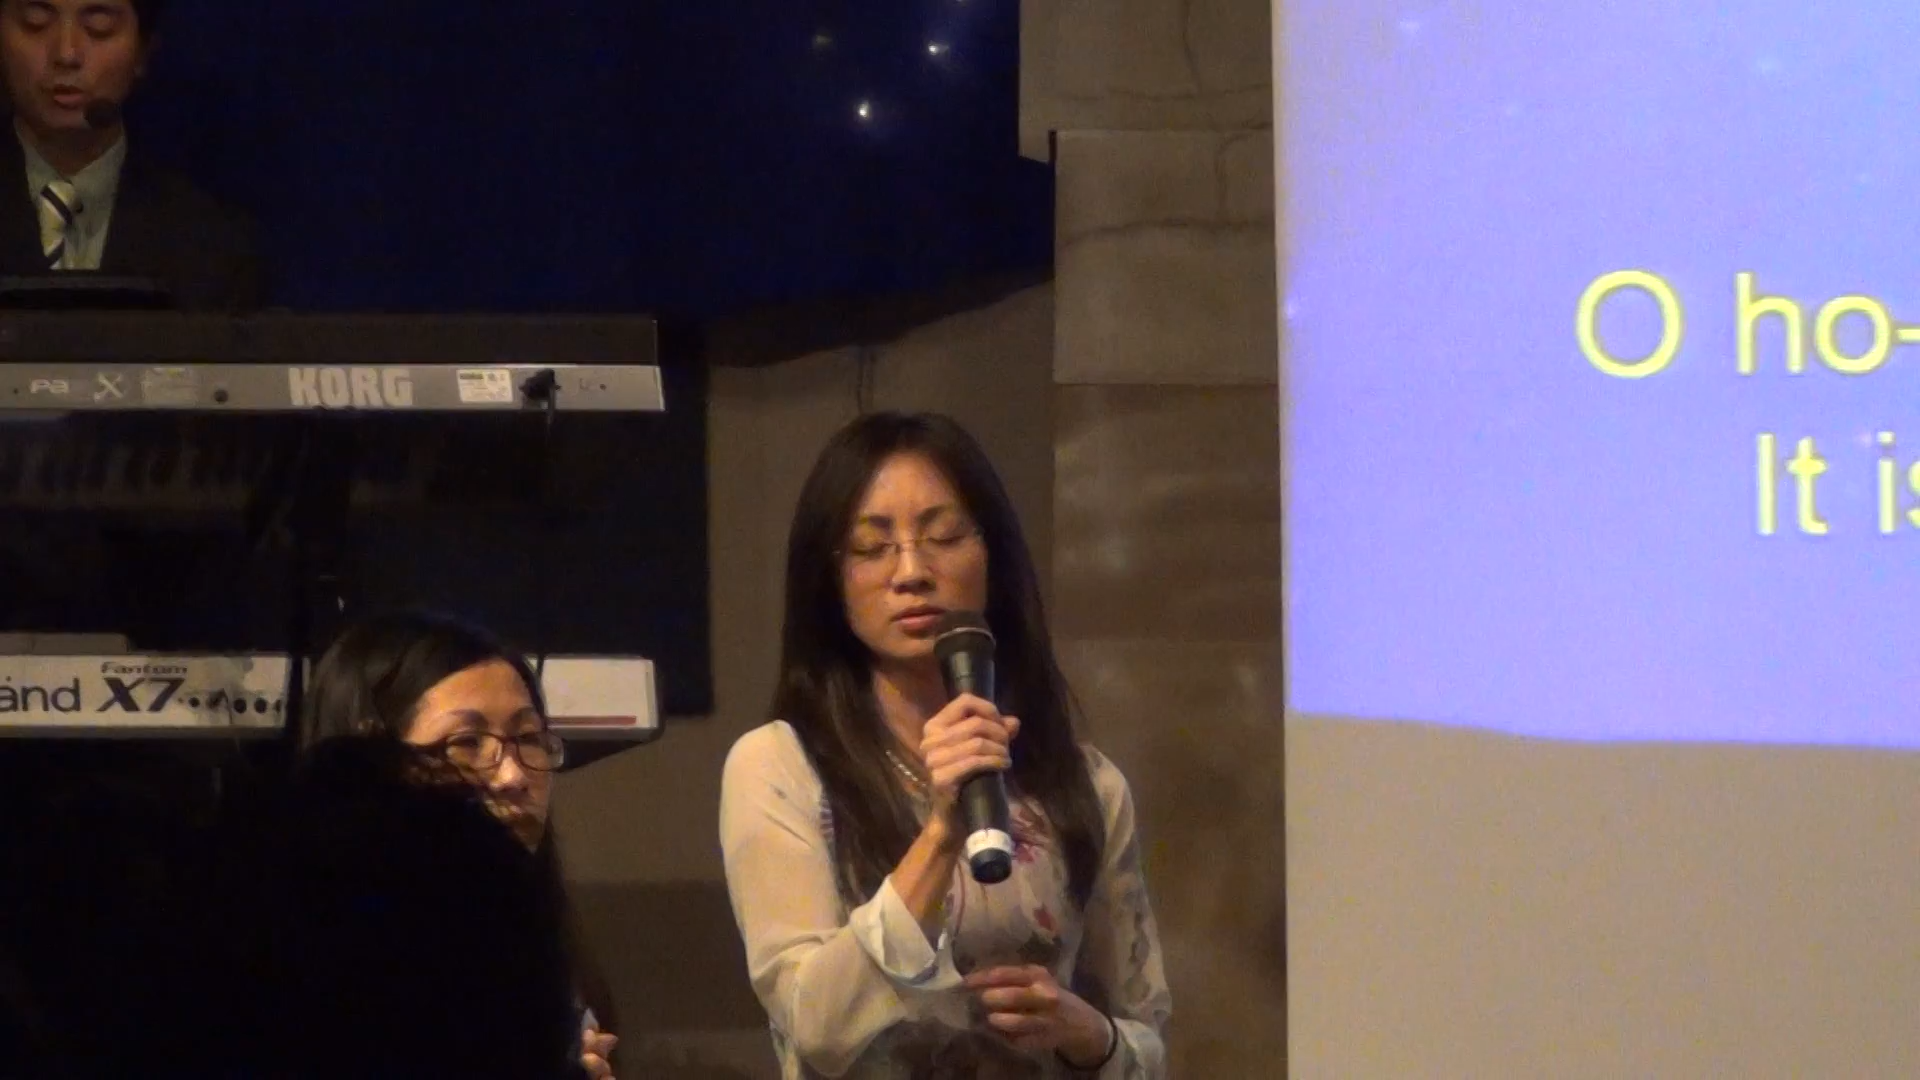 O ho-
It is
Pa X
KORG
and Fantom X7